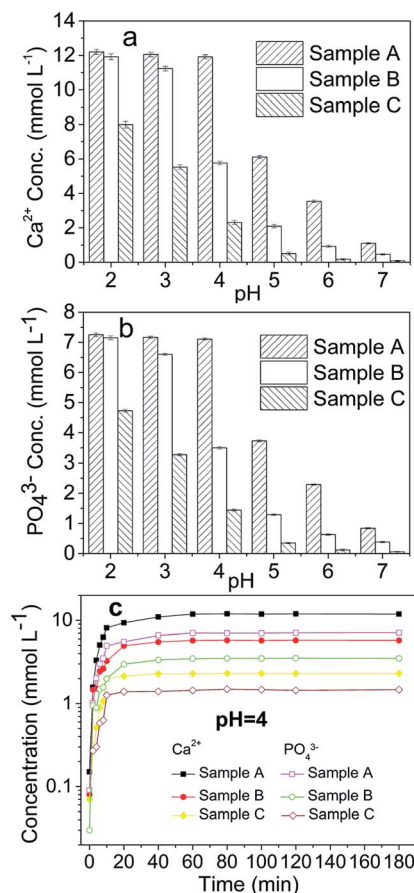 a
Sample A
Sample B
Sample C
14
12
10
8
6
4
2
0
Ca²⁺ Conc. (mmol L⁻¹)
2 3 4 5 6 7
pH
b
Sample A
Sample B
Sample C
8
7
6
5
4
3
2
1
0
PO₄³⁻ Conc. (mmol L⁻¹)
2 3 4 5 6 7
pH
c
10
1
0.1
Concentration (mmol L⁻¹)
pH=4
Ca²⁺ PO₄³⁻
Sample A Sample A
Sample B Sample B
Sample C Sample C
0 20 40 60 80 100 120 140 160 180
Time (min)